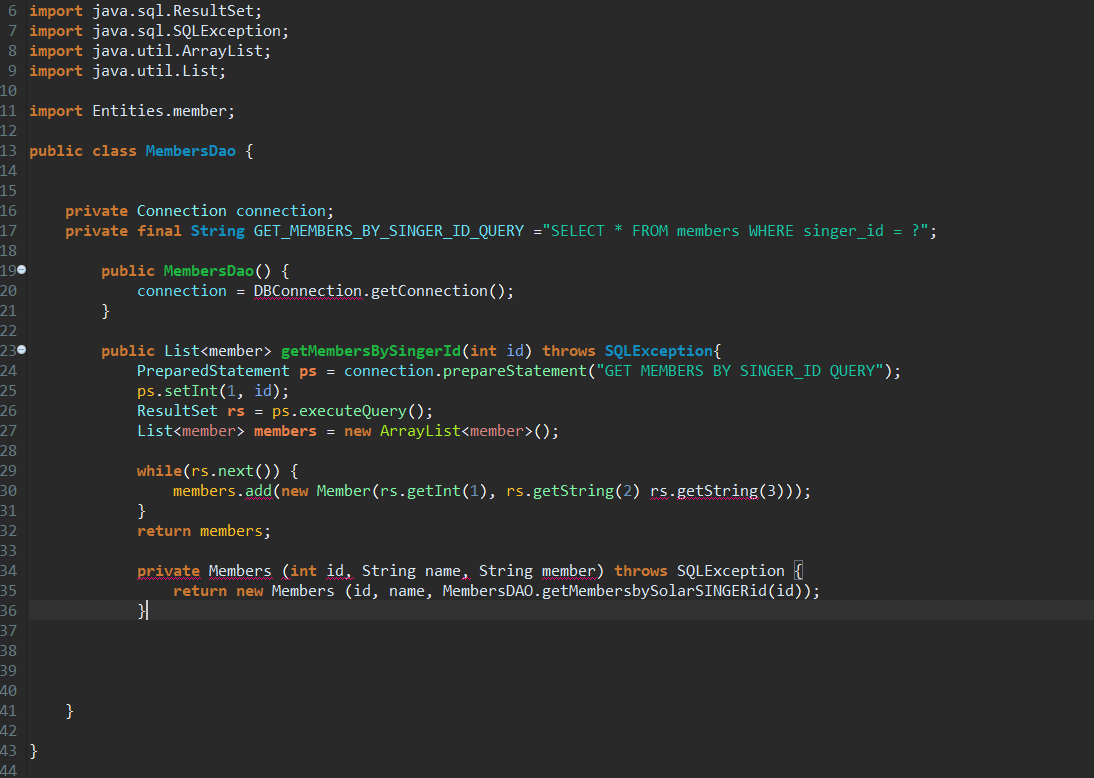 6 import java.sql.ResultSet;
7 import java.sql.SQLException;
8 import java.util.ArrayList;
9 import java.util.List;
10
11 import Entities.member;
12
13 public class MembersDao {
14
15
16 private Connection connection;
17 private final String GET_MEMBERS_BY_SINGER_ID_QUERY ="SELECT * FROM members WHERE singer_id = ?";
18
19 public MembersDao() {
20 connection = DBConnection.getConnection();
21 }
22
23 public List<member> getMembersBySingerId(int id) throws SQLException{
24 PreparedStatement ps = connection.prepareStatement("GET MEMBERS BY SINGER_ID QUERY");
25 ps.setInt(1, id);
26 ResultSet rs = ps.executeQuery();
27 List<member> members = new ArrayList<member>();
28
29 while(rs.next()) {
30 members.add(new Member(rs.getInt(1), rs.getString(2) rs.getString(3)));
31 }
32 return members;
33
34 private Members (int id, String name, String member) throws SQLException {
35 return new Members (id, name, MembersDAO.getMembersbySolarSINGERid(id));
36 }
37
38
39
40
41 }
42
43 }
44